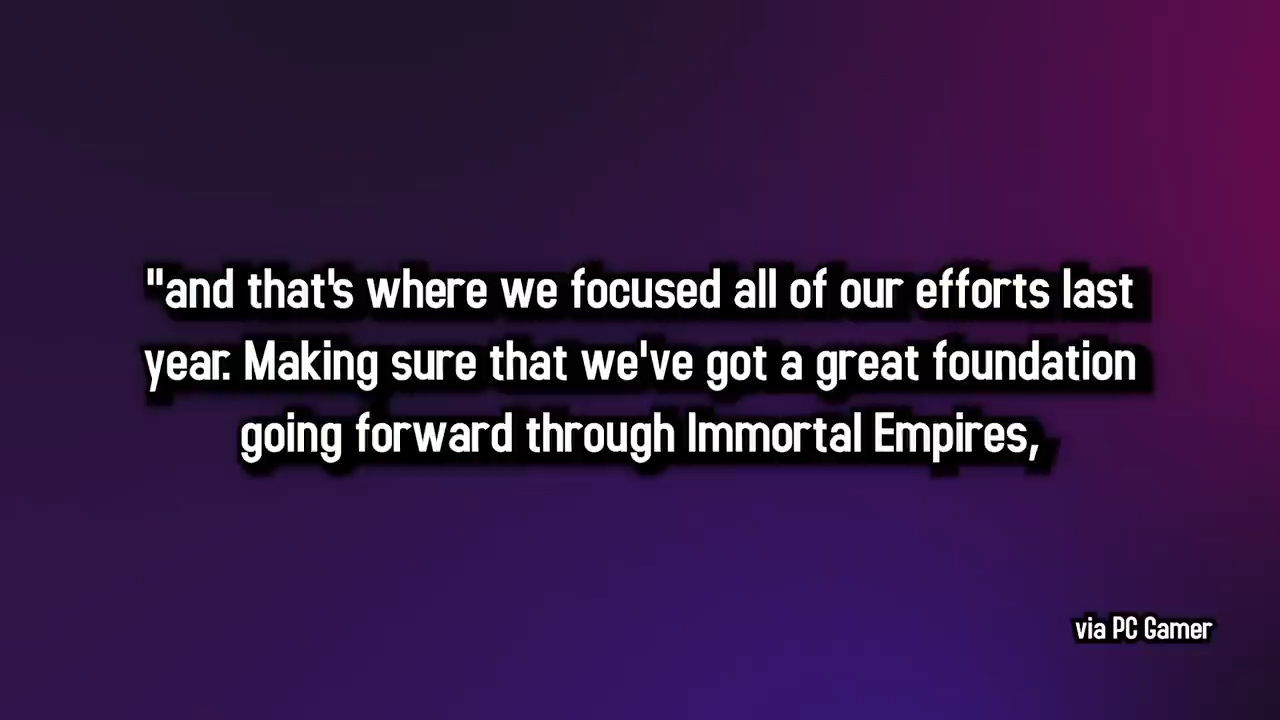 "and that's where we focused all of our efforts last
year. Making sure that we've got a great foundation
going forward through Immortal Empires,
via PC Gamer